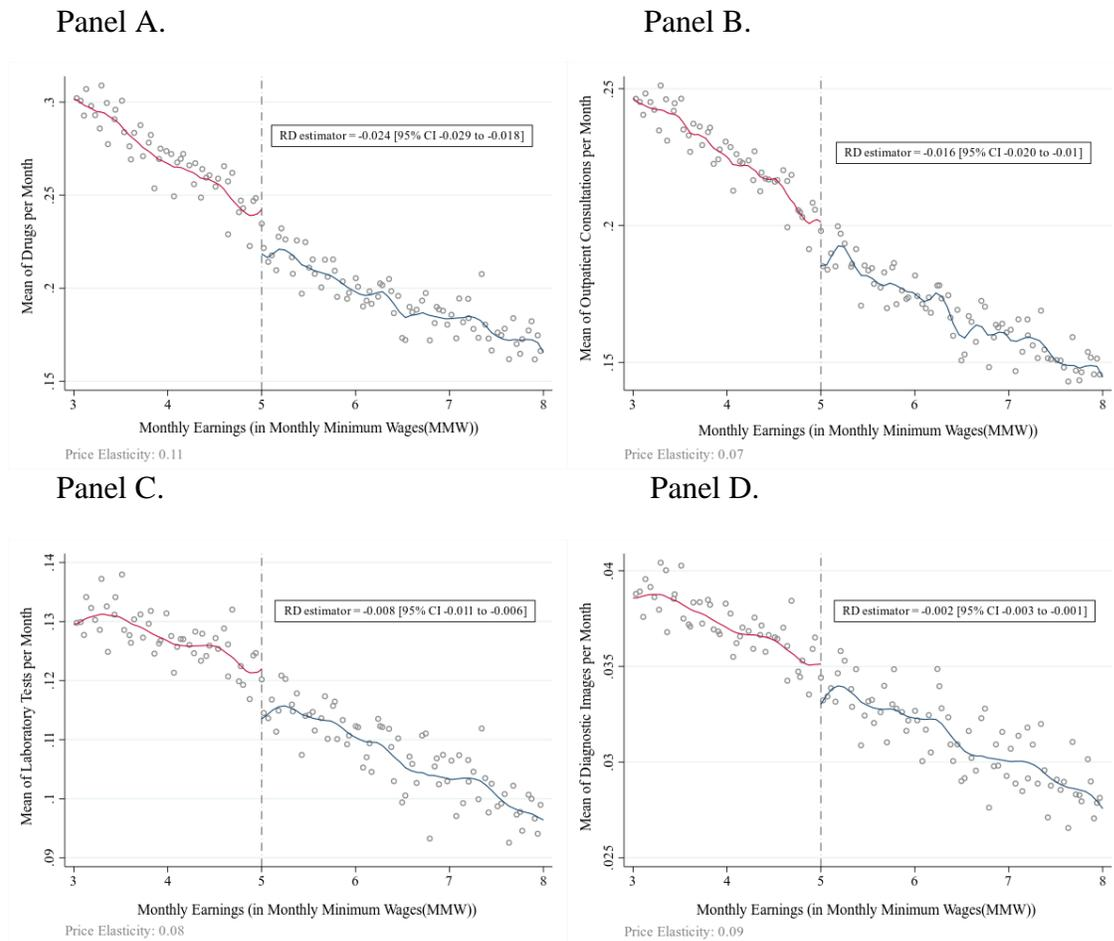 Panel A.
Panel B.
Mean of Drugs per Month
.3
.25
.2
.15
RD estimator = -0.024 [95% CI -0.029 to -0.018]
3 4 5 6 7 8
Monthly Earnings (in Monthly Minimum Wages(MMW))
Price Elasticity: 0.11
Mean of Outpatient Consultations per Month
.25
.2
.15
RD estimator = -0.016 [95% CI -0.020 to -0.01]
3 4 5 6 7 8
Monthly Earnings (in Monthly Minimum Wages(MMW))
Price Elasticity: 0.07
Panel C.
Panel D.
Mean of Laboratory Tests per Month
.14
.13
.12
.11
.1
.09
RD estimator = -0.008 [95% CI -0.011 to -0.006]
3 4 5 6 7 8
Monthly Earnings (in Monthly Minimum Wages(MMW))
Price Elasticity: 0.08
Mean of Diagnostic Images per Month
.04
.035
.03
.025
RD estimator = -0.002 [95% CI -0.003 to -0.001]
3 4 5 6 7 8
Monthly Earnings (in Monthly Minimum Wages(MMW))
Price Elasticity: 0.09